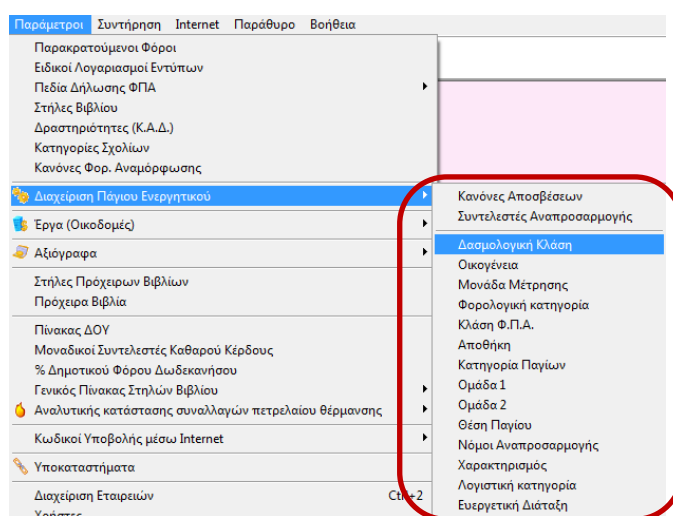 Παράμετροι Συντήρηση Internet Παράθυρο Βοήθεια
Παρακρατούμενοι Φόροι
Ειδικοί Λογαριασμοί Εντύπων
Πεδία Δήλωσης ΦΠΑ
Στήλες Βιβλίου
Δραστηριότητες (Κ.Α.Δ.)
Κατηγορίες Σχολίων
Κανόνες Φορ. Αναμόρφωσης
Διαχείριση Πάγιου Ενεργητικού
Έργα (Οικοδομές)
Αξιόγραφα
Στήλες Πρόχειρων Βιβλίων
Πρόχειρα Βιβλία
Πίνακας ΔΟΥ
Μοναδικοί Συντελεστές Καθαρού Κέρδους
% Δημοτικού Φόρου Δωδεκανήσου
Γενικός Πίνακας Στηλών Βιβλίου
Αναλυτικής κατάστασης συναλλαγών πετρελαίου θέρμανσης
Κωδικοί Υποβολής μέσω Internet
Υποκαταστήματα
Διαχείριση Εταιρειών Ctrl+2
Χρήστες
Κανόνες Αποσβέσεων
Συντελεστές Αναπροσαρμογής
Δασμολογική Κλάση
Οικογένεια
Μονάδα Μέτρησης
Φορολογική κατηγορία
Κλάση Φ.Π.Α.
Αποθήκη
Κατηγορία Παγίων
Ομάδα 1
Ομάδα 2
Θέση Παγίου
Νόμοι Αναπροσαρμογής
Χαρακτηρισμός
Λογιστική κατηγορία
Ευεργετική Διάταξη